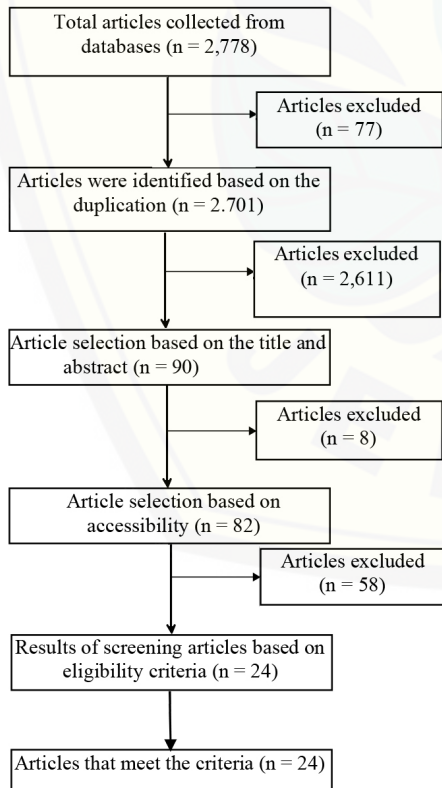 Total articles collected from
databases (n = 2,778)
Articles excluded
(n = 77)
Articles were identified based on the
duplication (n = 2.701)
Articles excluded
(n = 2,611)
Article selection based on the title and
abstract (n = 90)
Articles excluded
(n = 8)
Article selection based on
accessibility (n = 82)
Articles excluded
(n = 58)
Results of screening articles based on
eligibility criteria (n = 24)
Articles that meet the criteria (n = 24)